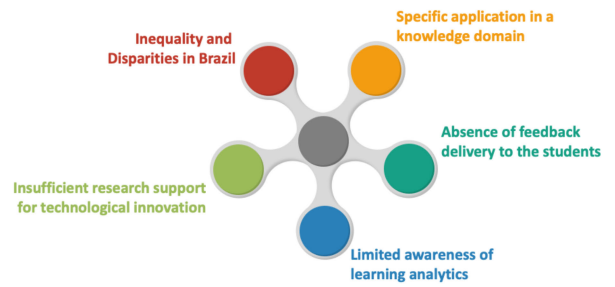 Specific application in a
knowledge domain
Inequality and
Disparities in Brazil
Absence of feedback
delivery to the students
Insufficient research support
for technological innovation
Limited awareness of
learning analytics